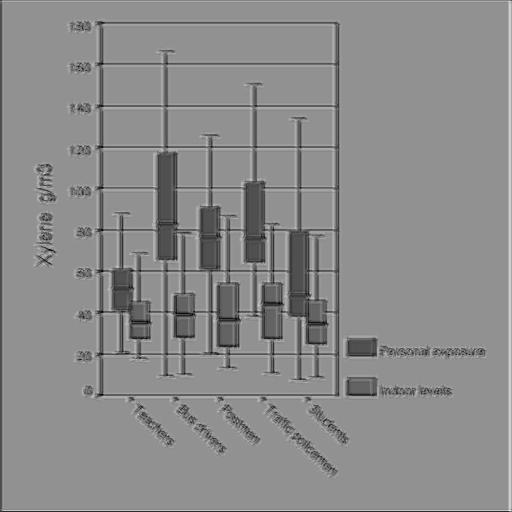 Xylene g/m3
180
160
140
120
100
80
60
40
20
0
Teachers
Bus drivers
Postmen
Traffic policemen
Students
Personal exposure
Indoor levels